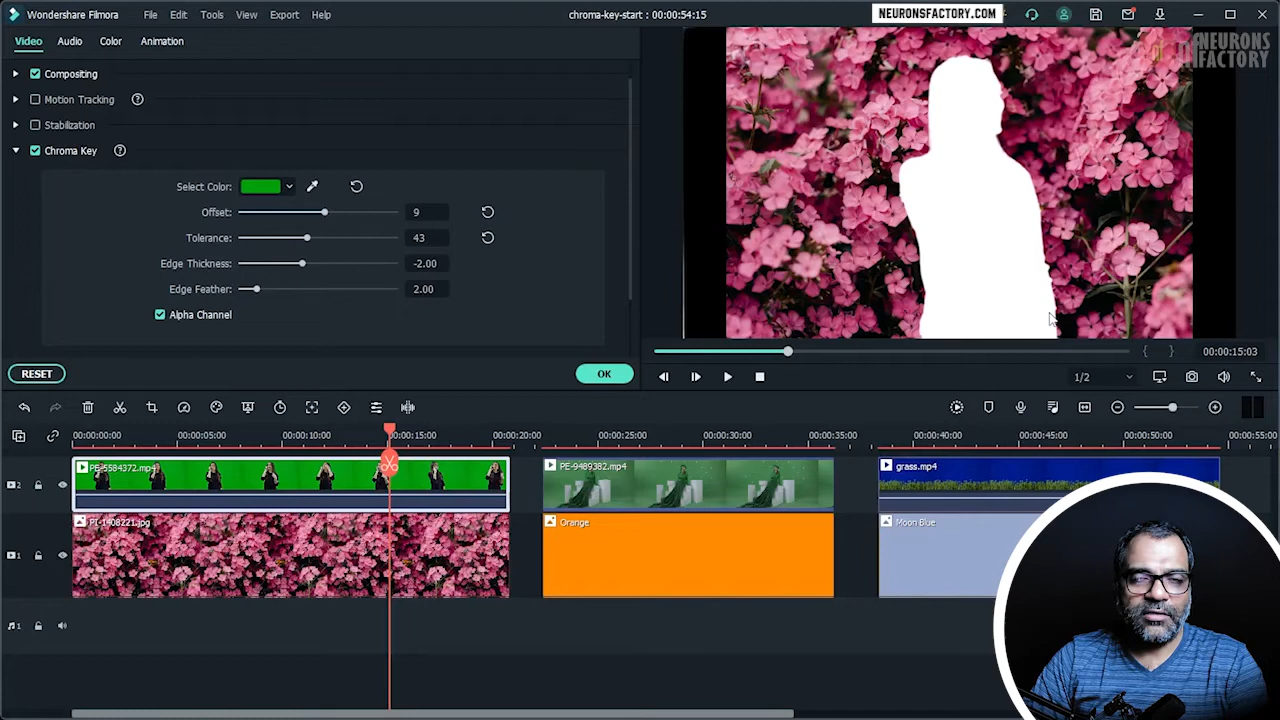 Wondershare Filmora File Edit Tools View Export Help chroma-key-start : 00:00:54:15 NEURONSFACTORY.COM
NEURONS
FACTORY
Video Audio Color Animation
Compositing
Motion Tracking ?
Stabilization
Chroma Key ?
Select Color:
Offset: 9
Tolerance: 43
Edge Thickness: -2.00
Edge Feather: 2.00
Alpha Channel
RESET OK
{ } 00:00:15:03
1/2
00:00:00:00 00:00:05:00 00:00:10:00 00:00:15:00 00:00:20:00 00:00:25:00 00:00:30:00 00:00:35:00 00:00:40:00 00:00:45:00 00:00:50:00 00:00:55:00
2 PE-5584372.mp4 PE-9489382.mp4 grass.mp4
1 PI-1408221.jpg Orange Moon Blue
1